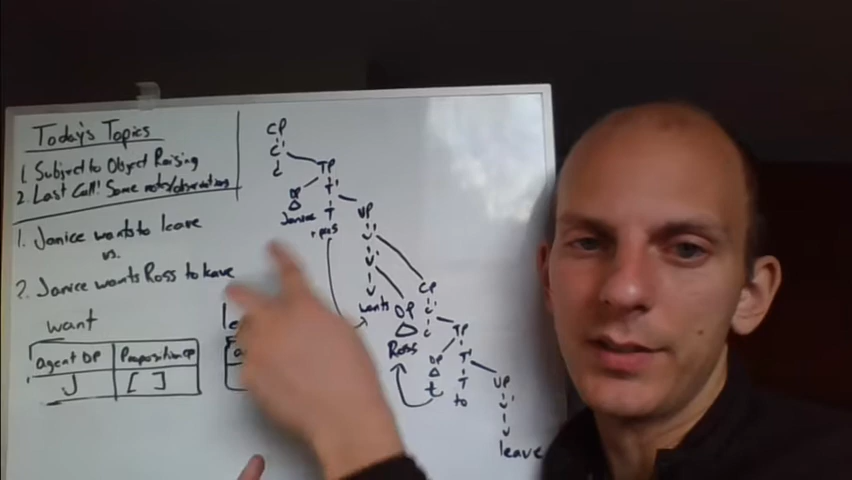 Today's Topics
1. Subject to Object Raising
2. Last Call! Some notes/observations
1. Janice wants to leave
vs.
2. Janice wants Ross to leave
want
agent DP Proposition CP
J [ ]
le
CP
C'
C
TP
DP T'
Janice T
+pres
VP
V'
V
wants
DP
Ross
CP
C'
C
TP
DP T'
t T
to
VP
V'
V
leave